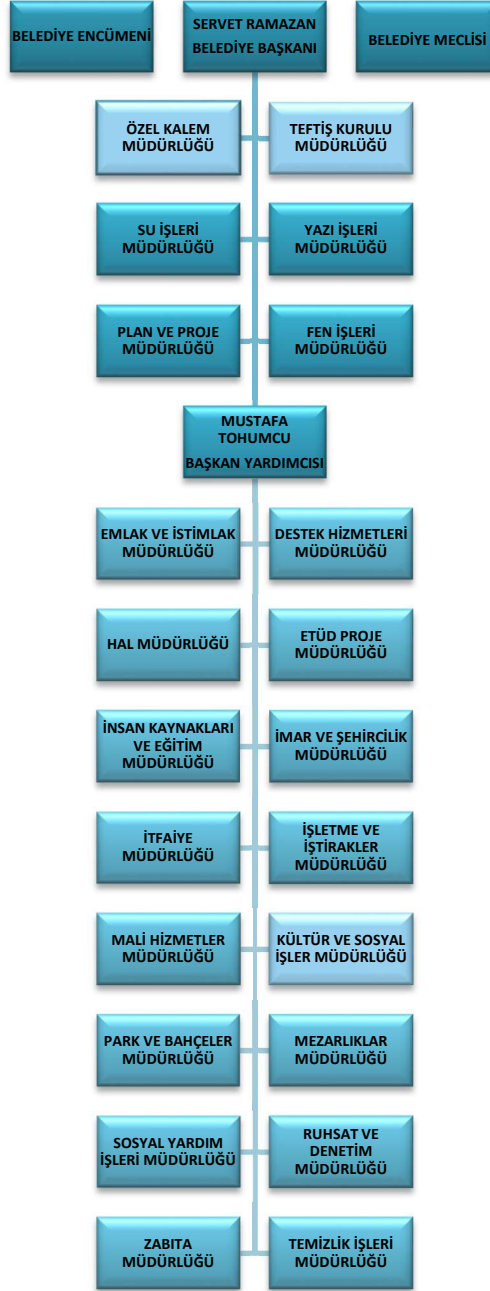 BELEDİYE ENCÜMENİ
SERVET RAMAZAN
BELEDİYE BAŞKANI
BELEDİYE MECLİSİ
ÖZEL KALEM
MÜDÜRLÜĞÜ
TEFTİŞ KURULU
MÜDÜRLÜĞÜ
SU İŞLERİ
MÜDÜRLÜĞÜ
YAZI İŞLERİ
MÜDÜRLÜĞÜ
PLAN VE PROJE
MÜDÜRLÜĞÜ
FEN İŞLERİ
MÜDÜRLÜĞÜ
MUSTAFA
TOHUMCU
BAŞKAN YARDIMCISI
EMLAK VE İSTİMLAK
MÜDÜRLÜĞÜ
DESTEK HİZMETLERİ
MÜDÜRLÜĞÜ
HAL MÜDÜRLÜĞÜ
ETÜD PROJE
MÜDÜRLÜĞÜ
İNSAN KAYNAKLARI
VE EĞİTİM
MÜDÜRLÜĞÜ
İMAR VE ŞEHİRCİLİK
MÜDÜRLÜĞÜ
İTFAİYE
MÜDÜRLÜĞÜ
İŞLETME VE
İŞTİRAKLER
MÜDÜRLÜĞÜ
MALİ HİZMETLER
MÜDÜRLÜĞÜ
KÜLTÜR VE SOSYAL
İŞLER MÜDÜRLÜĞÜ
PARK VE BAHÇELER
MÜDÜRLÜĞÜ
MEZARLIKLAR
MÜDÜRLÜĞÜ
SOSYAL YARDIM
İŞLERİ MÜDÜRLÜĞÜ
RUHSAT VE
DENETİM
MÜDÜRLÜĞÜ
ZABITA
MÜDÜRLÜĞÜ
TEMİZLİK İŞLERİ
MÜDÜRLÜĞÜ